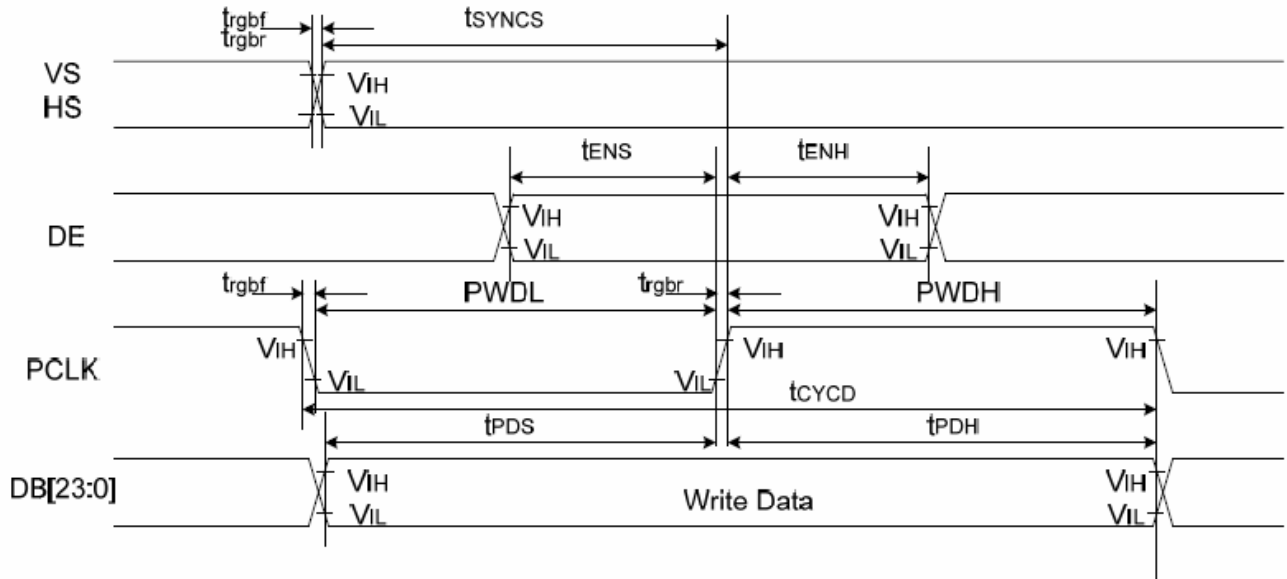 trgbf tSYNCS
trgbr
VS VIH
HS VIL
tENS tENH
DE VIH VIH
VIL VIL
trgbf PWDL trgbr PWDH
PCLK VIH VIL VIL VIH VIH
tCYCD
tPDS tPDH
DB[23:0] VIH Write Data VIH
VIL VIL